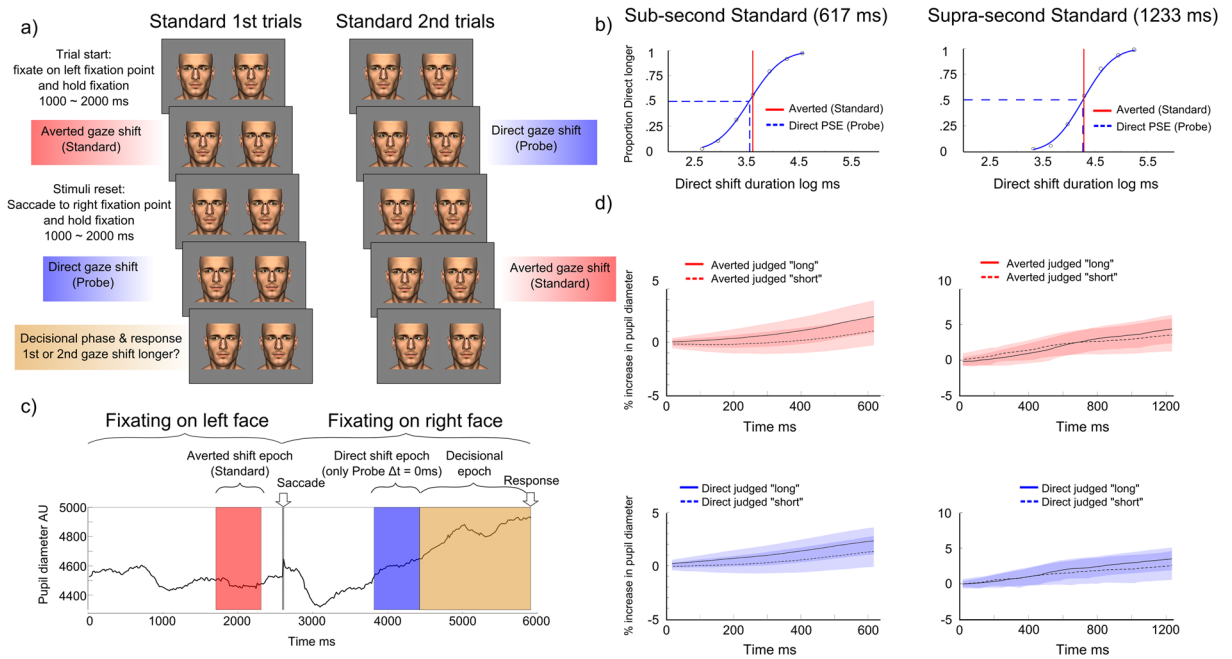 a)
Standard 1st trials
Standard 2nd trials
Trial start:
fixate on left fixation point
and hold fixation
1000 ~ 2000 ms
Averted gaze shift
(Standard)
Direct gaze shift
(Probe)
Stimuli reset:
Saccade to right fixation point
and hold fixation
1000 ~ 2000 ms
Direct gaze shift
(Probe)
Averted gaze shift
(Standard)
Decisional phase & response
1st or 2nd gaze shift longer?
b)
Sub-second Standard (617 ms)
Supra-second Standard (1233 ms)
Proportion Direct longer
1
.75
.5
.25
0
Averted (Standard)
Direct PSE (Probe)
2.0
3.5
4.5
5.5
Direct shift duration log ms
1
.75
.5
.25
0
Averted (Standard)
Direct PSE (Probe)
2.0
3.5
4.5
5.5
Direct shift duration log ms
c)
Fixating on left face
Fixating on right face
Averted shift epoch
(Standard)
Saccade
Direct shift epoch
(only Probe Δt = 0ms)
Decisional
epoch
Response
Pupil diameter AU
5000
4800
4600
4400
0
1000
2000
3000
4000
5000
6000
Time ms
d)
% increase in pupil diameter
5
0
-5
Averted judged "long"
Averted judged "short"
0
200
400
600
Time ms
10
5
0
-5
Averted judged "long"
Averted judged "short"
0
400
800
1200
Time ms
% increase in pupil diameter
5
0
-5
Direct judged "long"
Direct judged "short"
0
200
400
600
Time ms
10
5
0
-5
Direct judged "long"
Direct judged "short"
0
400
800
1200
Time ms